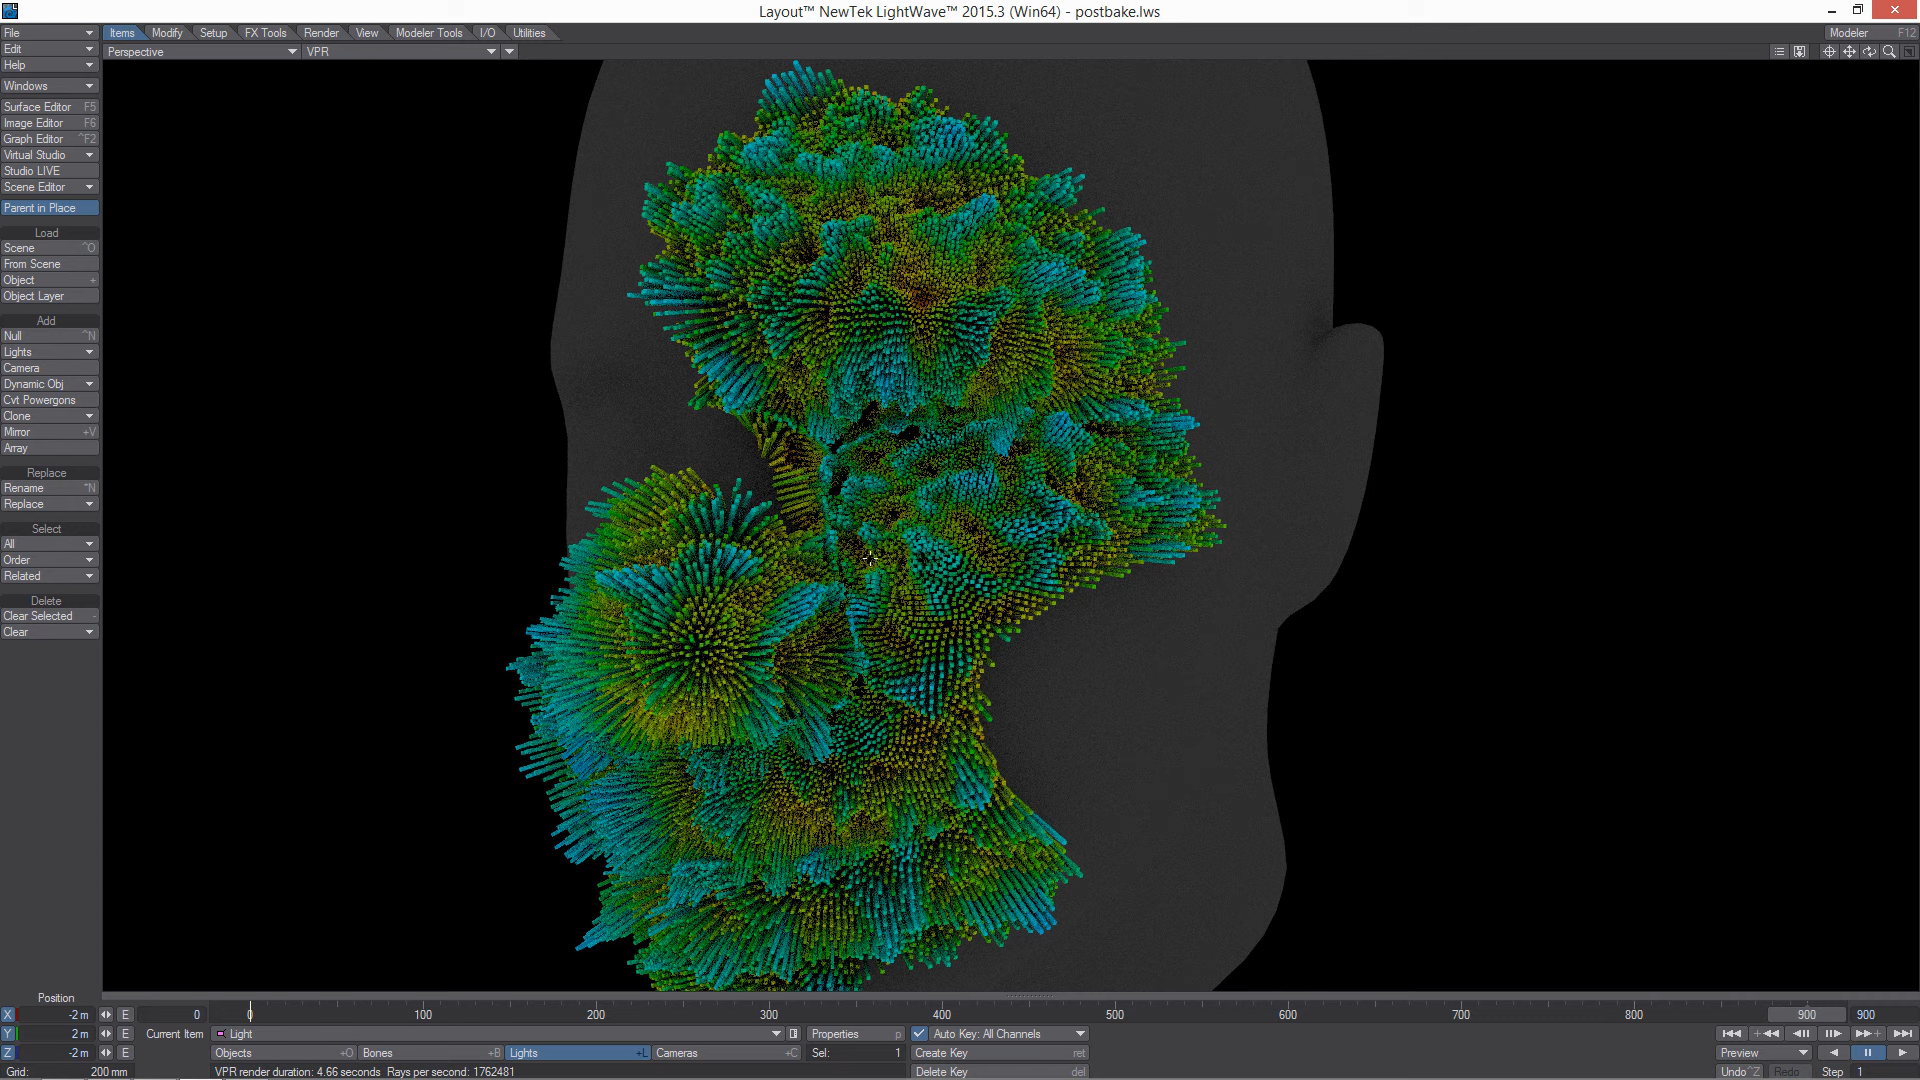 Layout™ NewTek LightWave™ 2015.3 (Win64) - postbake.lws
File
Items Modify Setup FX Tools Render View Modeler Tools I/O Utilities
Modeler F12
Edit
Perspective VPR
Help
Windows
Surface Editor F5
Image Editor F6
Graph Editor ^F2
Virtual Studio
Studio LIVE
Scene Editor
Parent in Place
Load
Scene ^O
From Scene
Object +
Object Layer
Add
Null ^N
Lights
Camera
Dynamic Obj
Cvt Powergons
Clone
Mirror +V
Array
Replace
Rename ^N
Replace
Select
All
Order
Related
Delete
Clear Selected -
Clear
Position
X -2 m E 0 0 100 200 300 400 500 600 700 800 900 900
Y 2 m E Current Item Light Properties p Auto Key: All Channels
Z -2 m E Objects +O Bones +B Lights +L Cameras +C Sel: 1 Create Key ret Preview
Grid: 200 mm VPR render duration: 4.66 seconds Rays per second: 1762481 Delete Key del Undo ^Z Redo Step 1